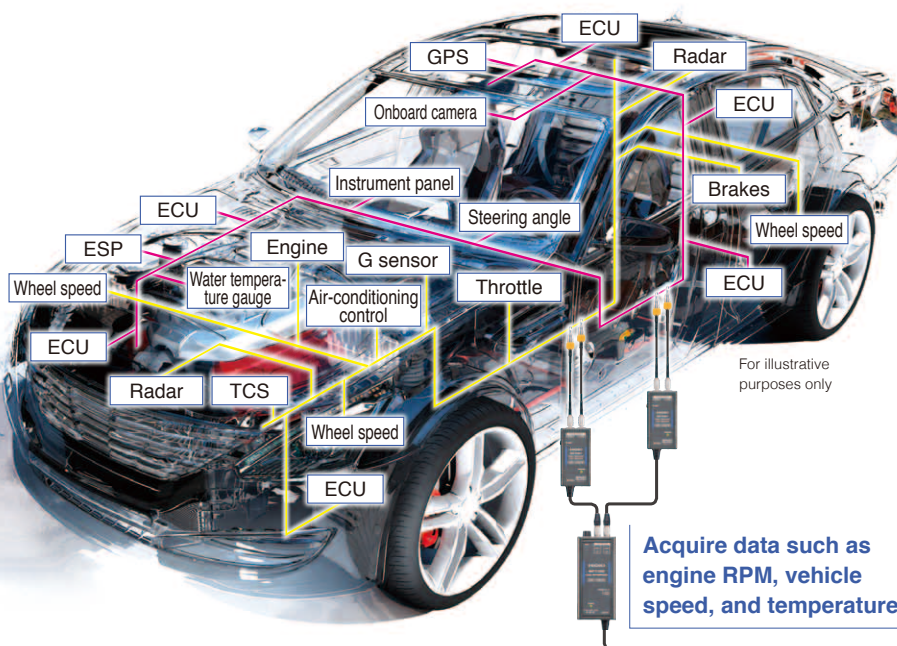 ECU
GPS
Radar
Onboard camera
ECU
Instrument panel
Brakes
ECU
Steering angle
Wheel speed
ESP
Engine
G sensor
ECU
Wheel speed
Water tempera-
ture gauge
Air-conditioning
control
Throttle
ECU
Radar
TCS
Wheel speed
ECU
For illustrative
purposes only
Acquire data such as
engine RPM, vehicle
speed, and temperature